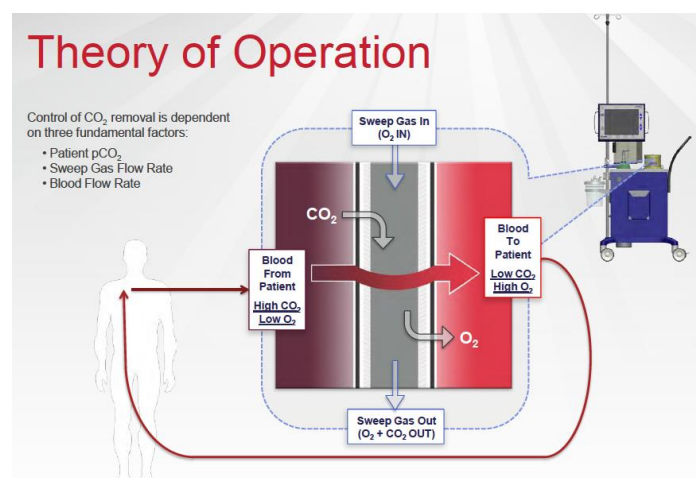 Theory of Operation
Control of CO₂ removal is dependent
on three fundamental factors:
• Patient pCO₂
• Sweep Gas Flow Rate
• Blood Flow Rate
Sweep Gas In
(O₂ IN)
CO₂
Blood
From
Patient
High CO₂
Low O₂
Blood
To
Patient
Low CO₂
High O₂
O₂
Sweep Gas Out
(O₂ + CO₂ OUT)